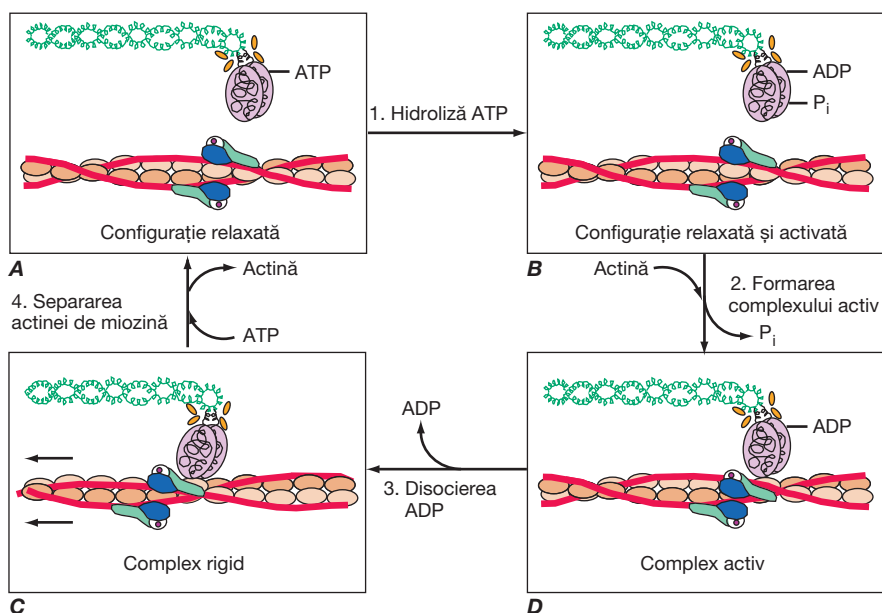 ATP
Configurație relaxată
A
1. Hidroliză ATP
ADP
Pi
Configurație relaxată și activată
B
4. Separarea
actinei de miozină
Actină
ATP
Actină
2. Formarea
complexului activ
Pi
Complex rigid
C
ADP
3. Disocierea
ADP
ADP
Complex activ
D